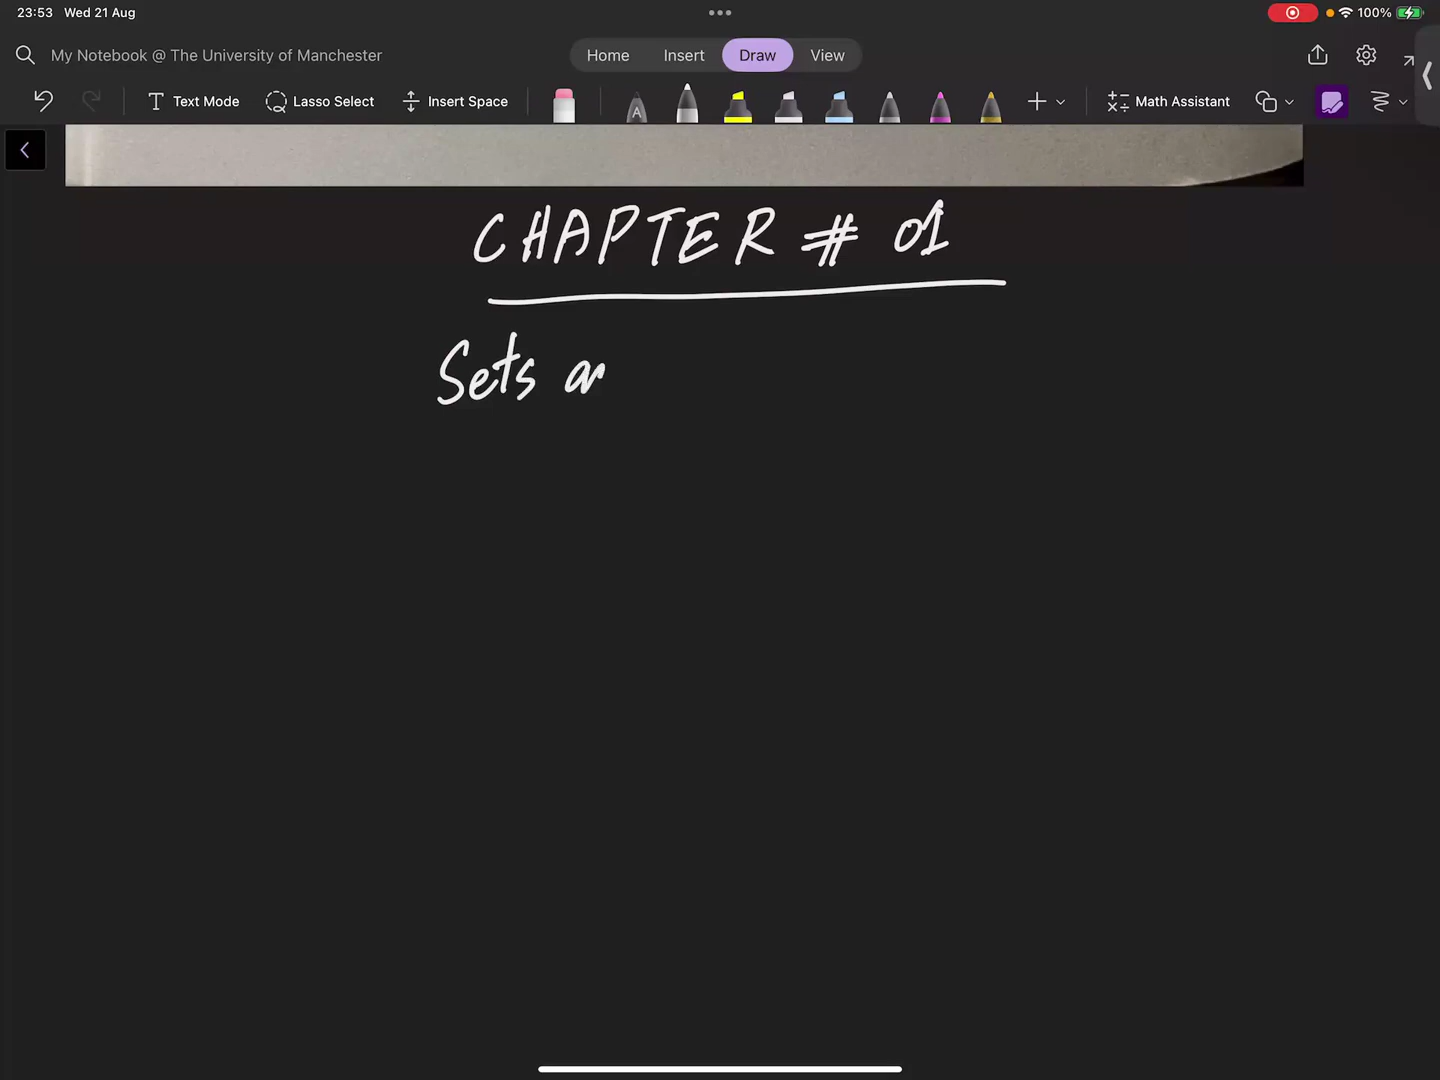 23:53 Wed 21 Aug 100%
My Notebook @ The University of Manchester Home Insert Draw View
T Text Mode Lasso Select Insert Space A Math Assistant
CHAPTER # 01
Sets an